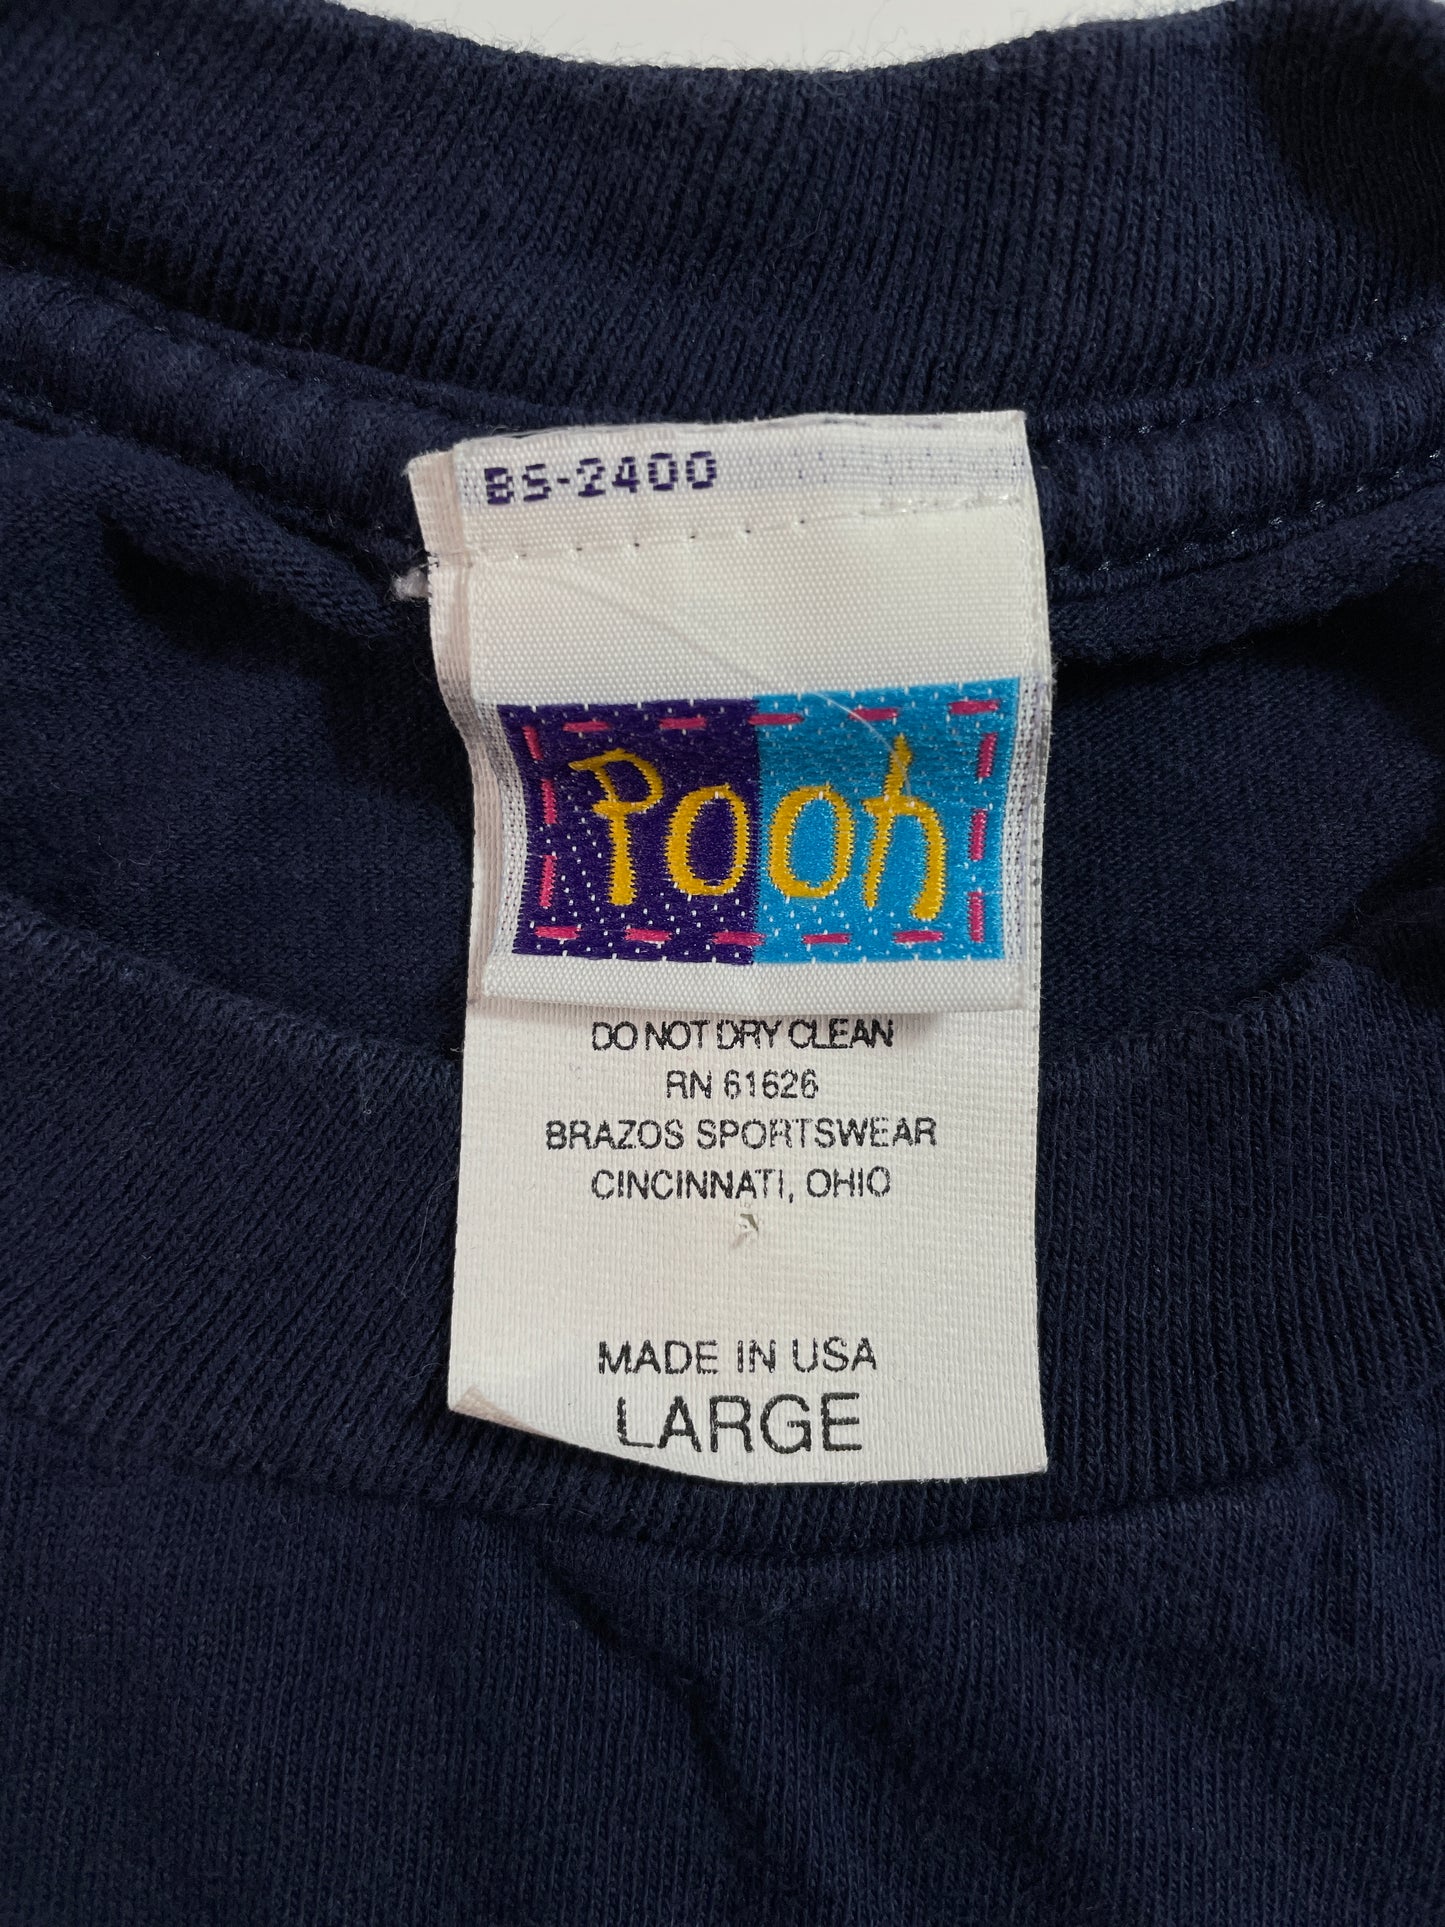 BS-2400
Pooh
DO NOT DRY CLEAN
RN 61626
BRAZOS SPORTSWEAR
CINCINNATI, OHIO
MADE IN USA
LARGE